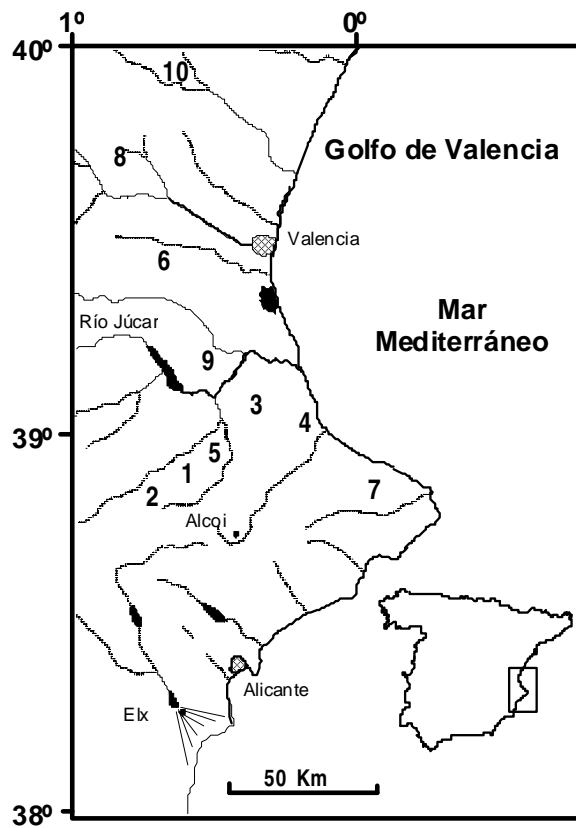 1º
0º
40º
10
Golfo de Valencia
8
Valencia
6
Mar
Mediterráneo
Río Júcar
9
3
4
39º
5
1
7
2
Alcoi
Alicante
Elx
50 Km
38º